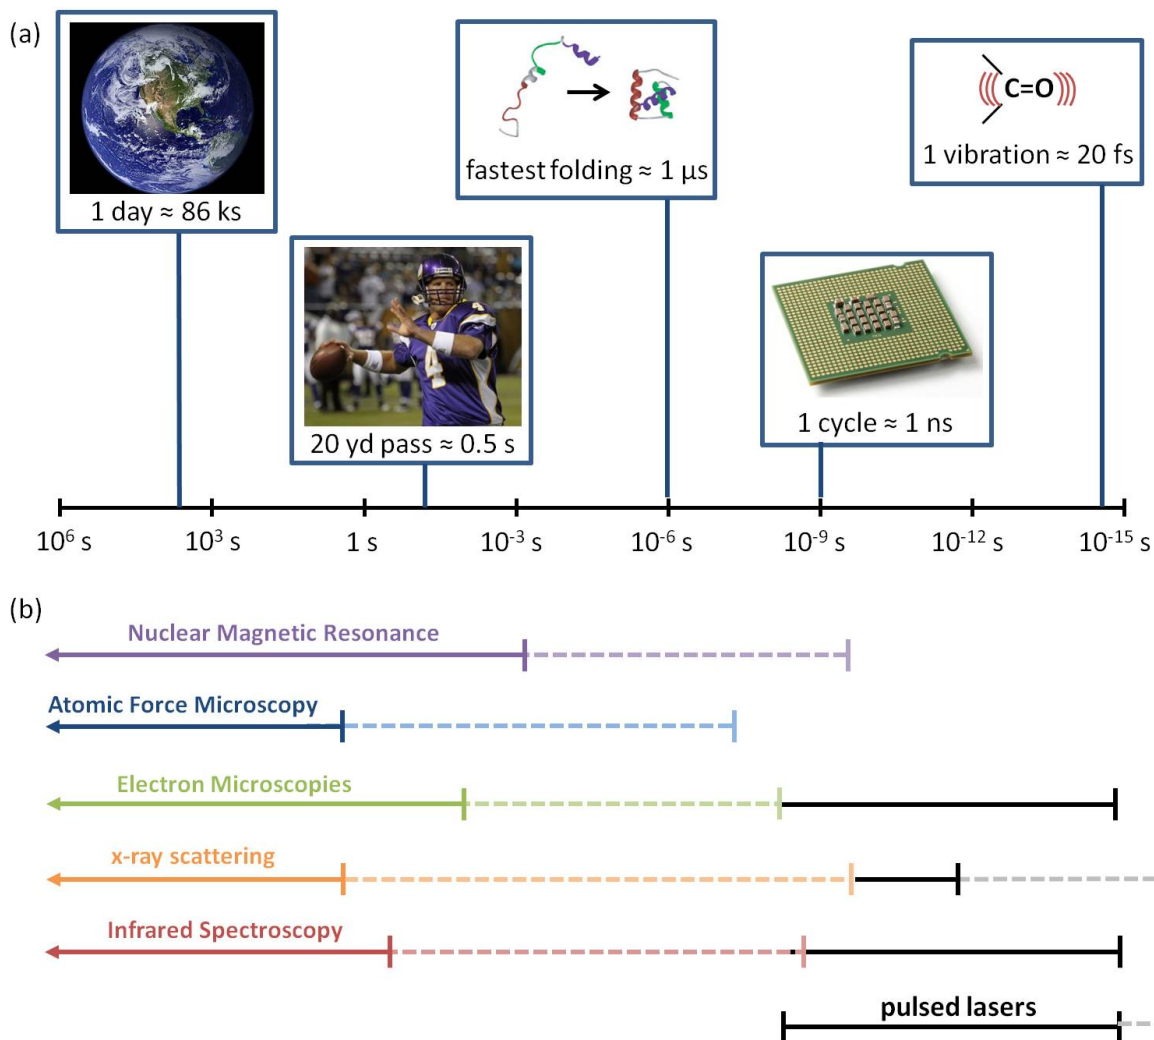 (a)
1 day ≈ 86 ks
fastest folding ≈ 1 μs
C=O
1 vibration ≈ 20 fs
4
4
20 yd pass ≈ 0.5 s
1 cycle ≈ 1 ns
10⁶ s
10³ s
1 s
10⁻³ s
10⁻⁶ s
10⁻⁹ s
10⁻¹² s
10⁻¹⁵ s
(b)
Nuclear Magnetic Resonance
Atomic Force Microscopy
Electron Microscopies
x-ray scattering
Infrared Spectroscopy
pulsed lasers